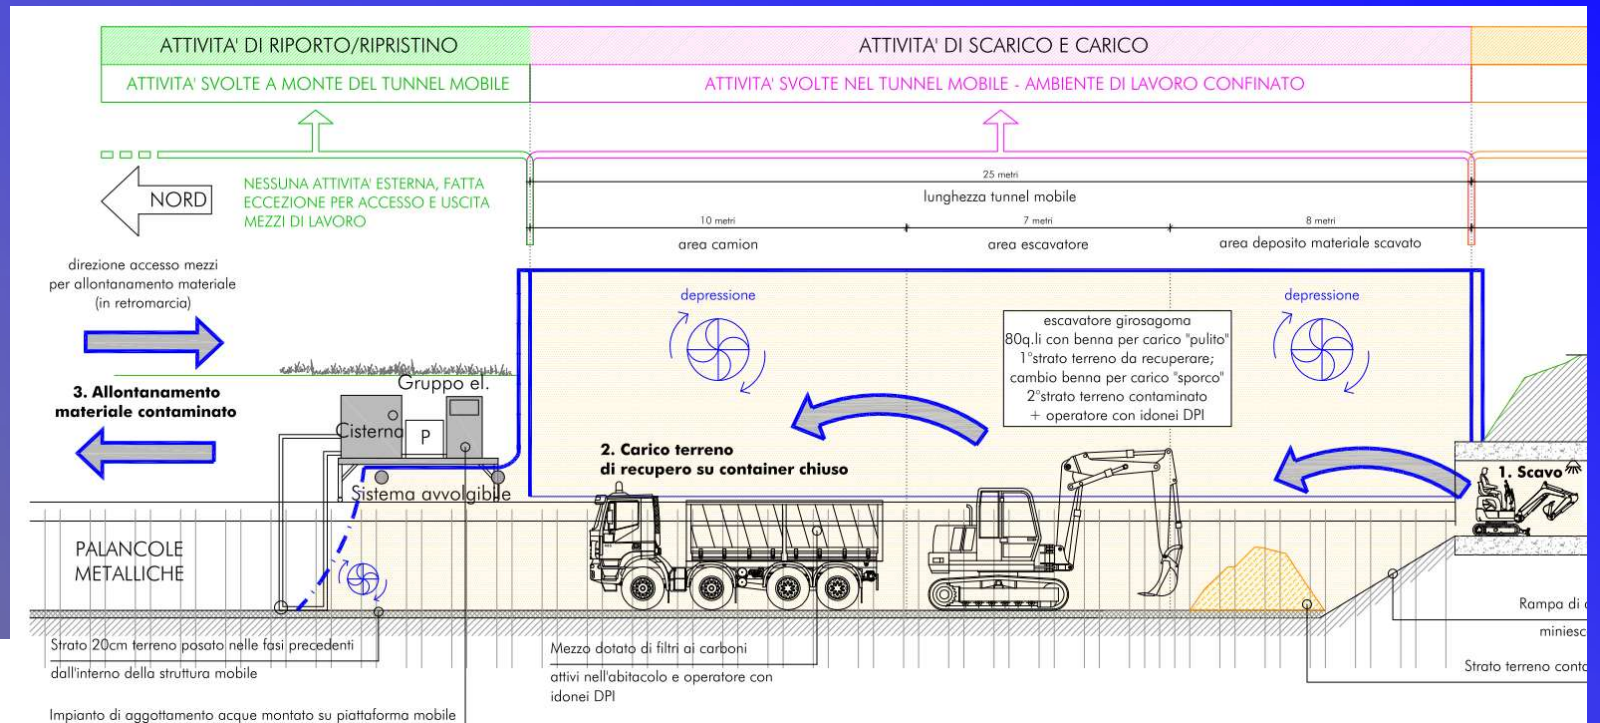 ATTIVITA' DI RIPORTO/RIPRISTINO
ATTIVITA' DI SCARICO E CARICO
ATTIVITA' SVOLTE A MONTE DEL TUNNEL MOBILE
ATTIVITA' SVOLTE NEL TUNNEL MOBILE - AMBIENTE DI LAVORO CONFINATO
NORD
NESSUNA ATTIVITA' ESTERNA, FATTA
ECCEZIONE PER ACCESSO E USCITA
MEZZI DI LAVORO
25 metri
lunghezza tunnel mobile
10 metri
7 metri
8 metri
area camion
area escavatore
area deposito materiale scavato
direzione accesso mezzi
per allontanamento materiale
(in retromarcia)
depressione
depressione
escavatore girosagoma
80q.li con benna per carico "pulito"
1°strato terreno da recuperare;
cambio benna per carico "sporco"
2°strato terreno contaminato
+ operatore con idonei DPI
3. Allontanamento
materiale contaminato
Gruppo el.
Cisterna
P
Sistema avvolgibile
2. Carico terreno
di recupero su container chiuso
1. Scavo
PALANCOLE
METALLICHE
Strato 20cm terreno posato nelle fasi precedenti
dall'interno della struttura mobile
Mezzo dotato di filtri ai carboni
attivi nell'abitacolo e operatore con
idonei DPI
Rampa di
miniesc
Strato terreno conta
Impianto di aggottamento acque montato su piattaforma mobile